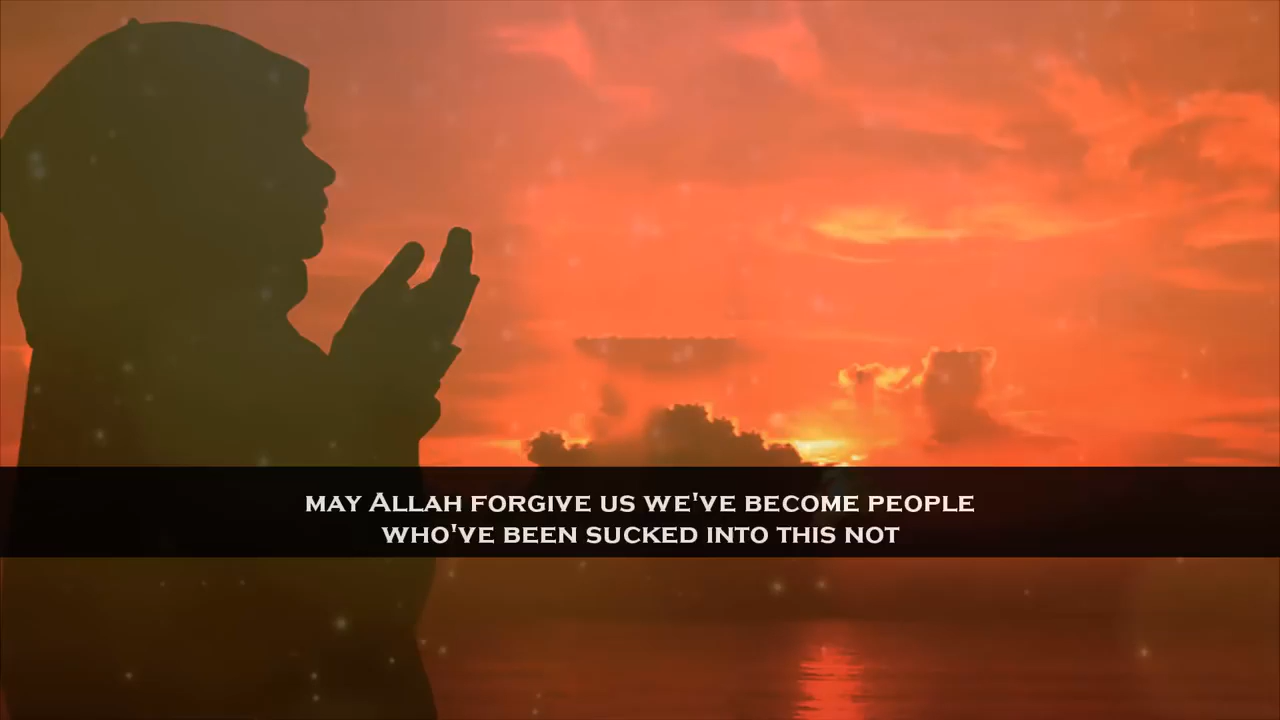 MAY ALLAH FORGIVE US WE'VE BECOME PEOPLE
WHO'VE BEEN SUCKED INTO THIS NOT